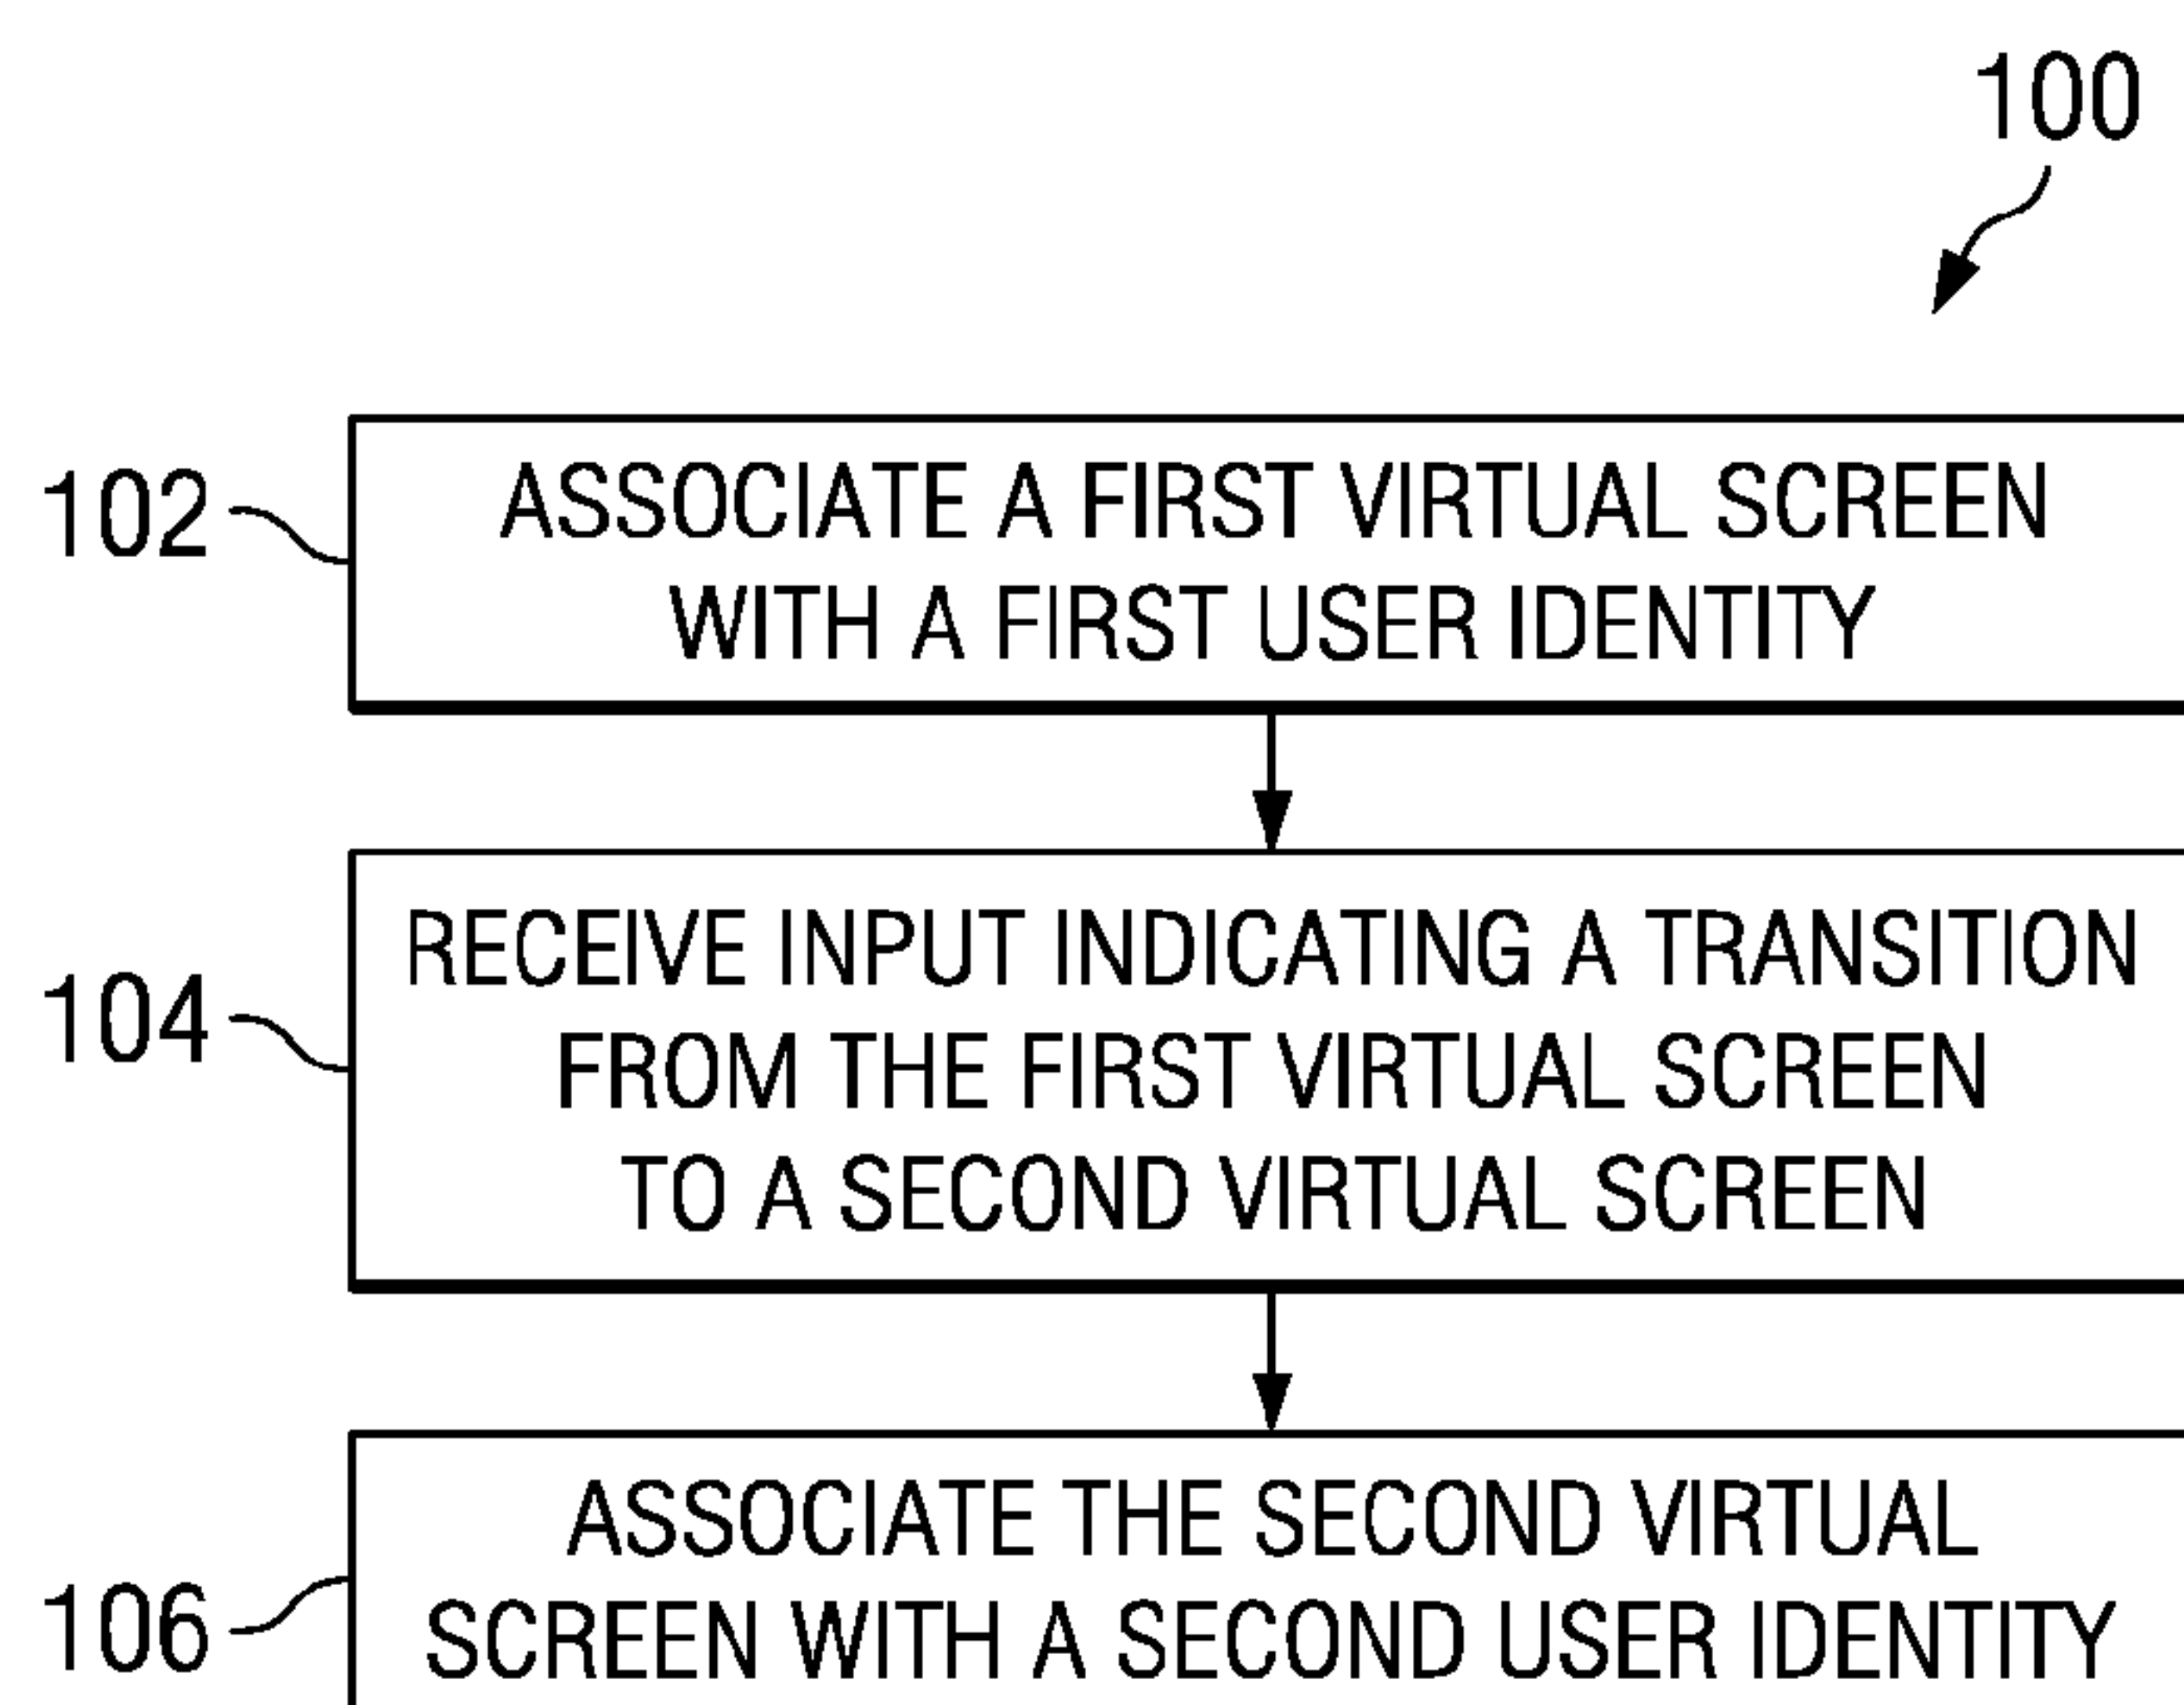 100
102
ASSOCIATE A FIRST VIRTUAL SCREEN
WITH A FIRST USER IDENTITY
104
RECEIVE INPUT INDICATING A TRANSITION
FROM THE FIRST VIRTUAL SCREEN
TO A SECOND VIRTUAL SCREEN
106
ASSOCIATE THE SECOND VIRTUAL
SCREEN WITH A SECOND USER IDENTITY